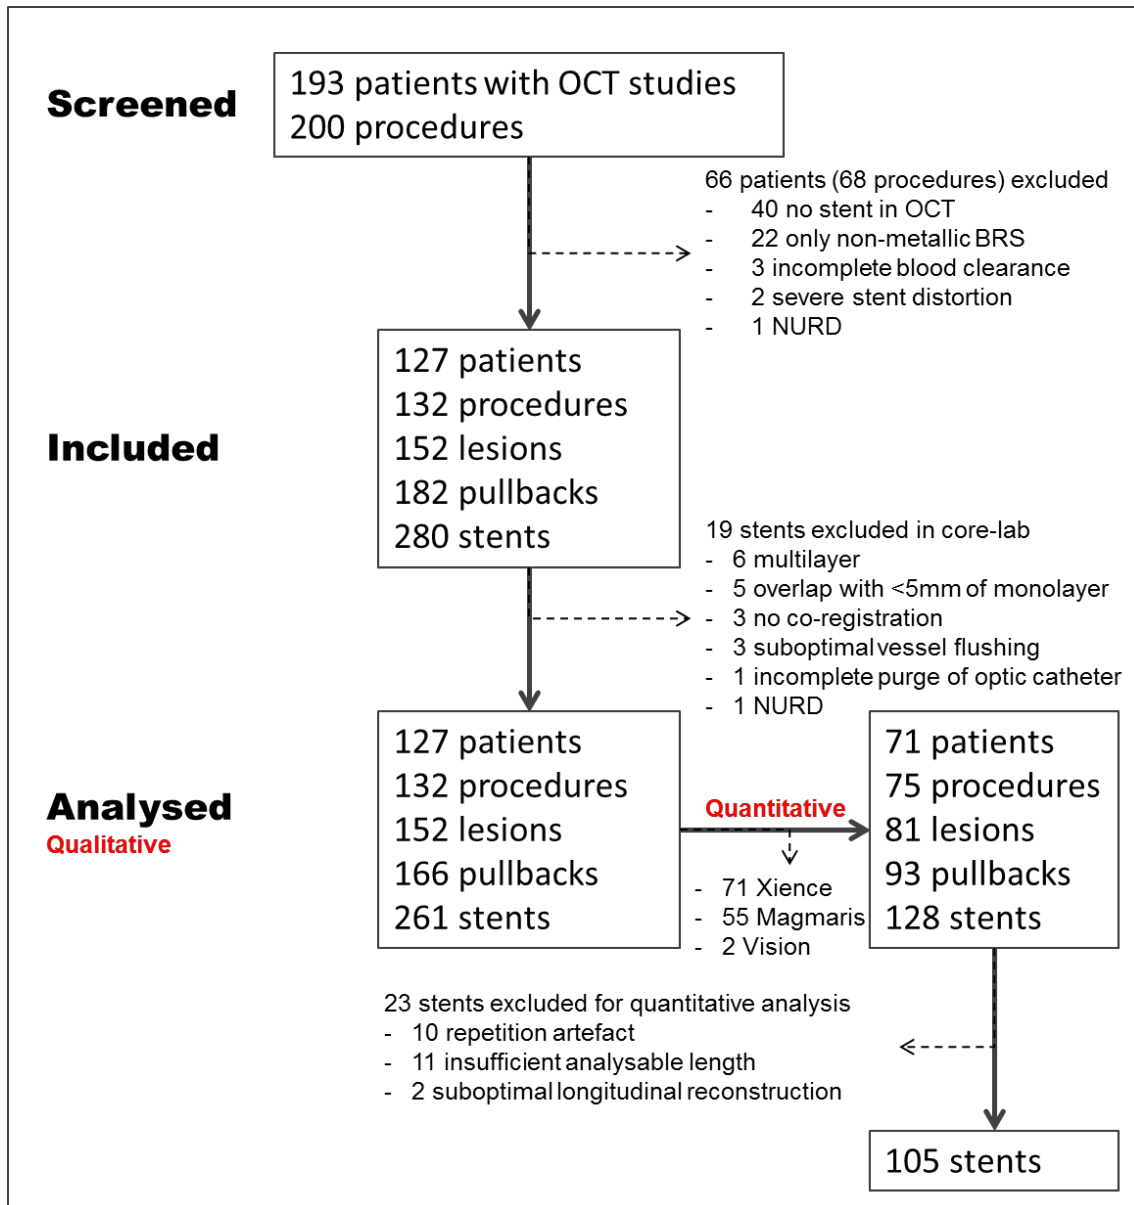 Screened
193 patients with OCT studies
200 procedures
66 patients (68 procedures) excluded
- 40 no stent in OCT
- 22 only non-metallic BRS
- 3 incomplete blood clearance
- 2 severe stent distortion
- 1 NURD
Included
127 patients
132 procedures
152 lesions
182 pullbacks
280 stents
19 stents excluded in core-lab
- 6 multilayer
- 5 overlap with <5mm of monolayer
- 3 no co-registration
- 3 suboptimal vessel flushing
- 1 incomplete purge of optic catheter
- 1 NURD
Analysed
Qualitative
127 patients
132 procedures
152 lesions
166 pullbacks
261 stents
Quantitative
- 71 Xience
- 55 Magmaris
- 2 Vision
71 patients
75 procedures
81 lesions
93 pullbacks
128 stents
23 stents excluded for quantitative analysis
- 10 repetition artefact
- 11 insufficient analysable length
- 2 suboptimal longitudinal reconstruction
105 stents